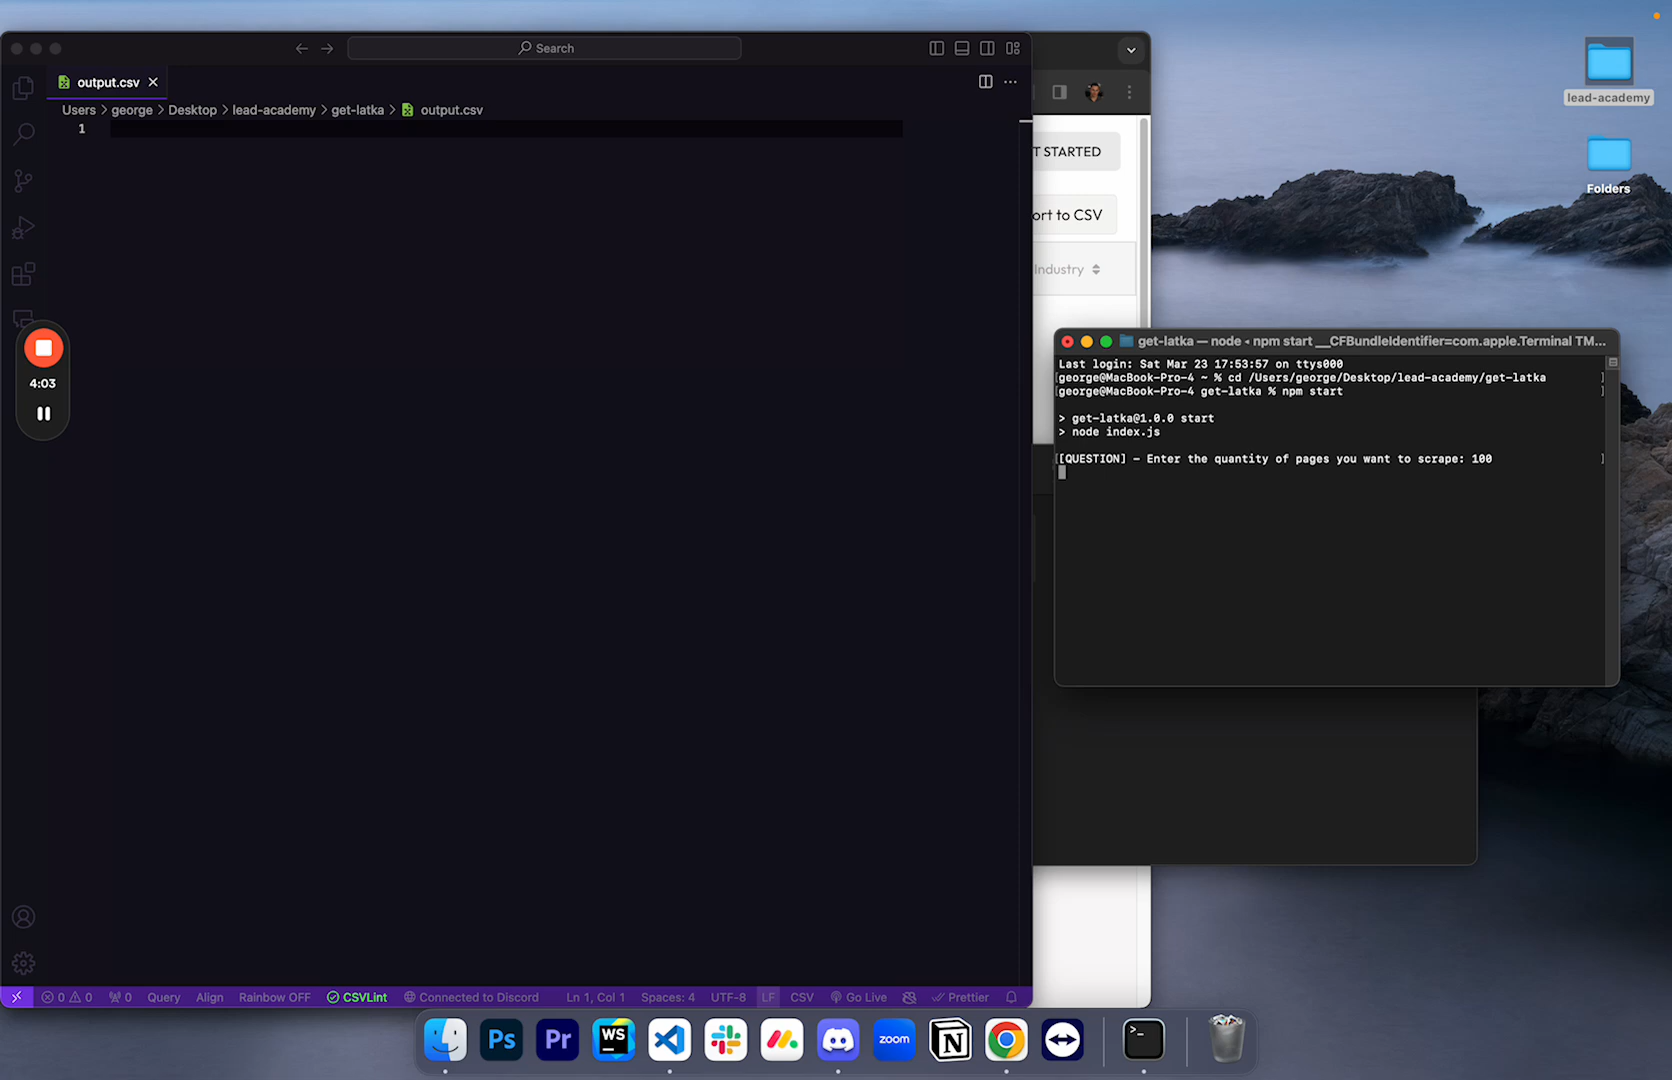 Search
output.csv
Users > george > Desktop > lead-academy > get-latka > output.csv
1
T STARTED
ort to CSV
Industry
4:03
lead-academy
Folders
get-latka — node ◂ npm start __CFBundleIdentifier=com.apple.Terminal TM...
Last login: Sat Mar 23 17:53:57 on ttys000
[george@MacBook-Pro-4 ~ % cd /Users/george/Desktop/lead-academy/get-latka ]
[george@MacBook-Pro-4 get-latka % npm start ]
> get-latka@1.0.0 start
> node index.js
[[QUESTION] – Enter the quantity of pages you want to scrape: 100 ]
0 0 0 Query Align Rainbow OFF CSVLint Connected to Discord Ln 1, Col 1 Spaces: 4 UTF-8 LF CSV Go Live Prettier
Ps Pr WS zoom N >_